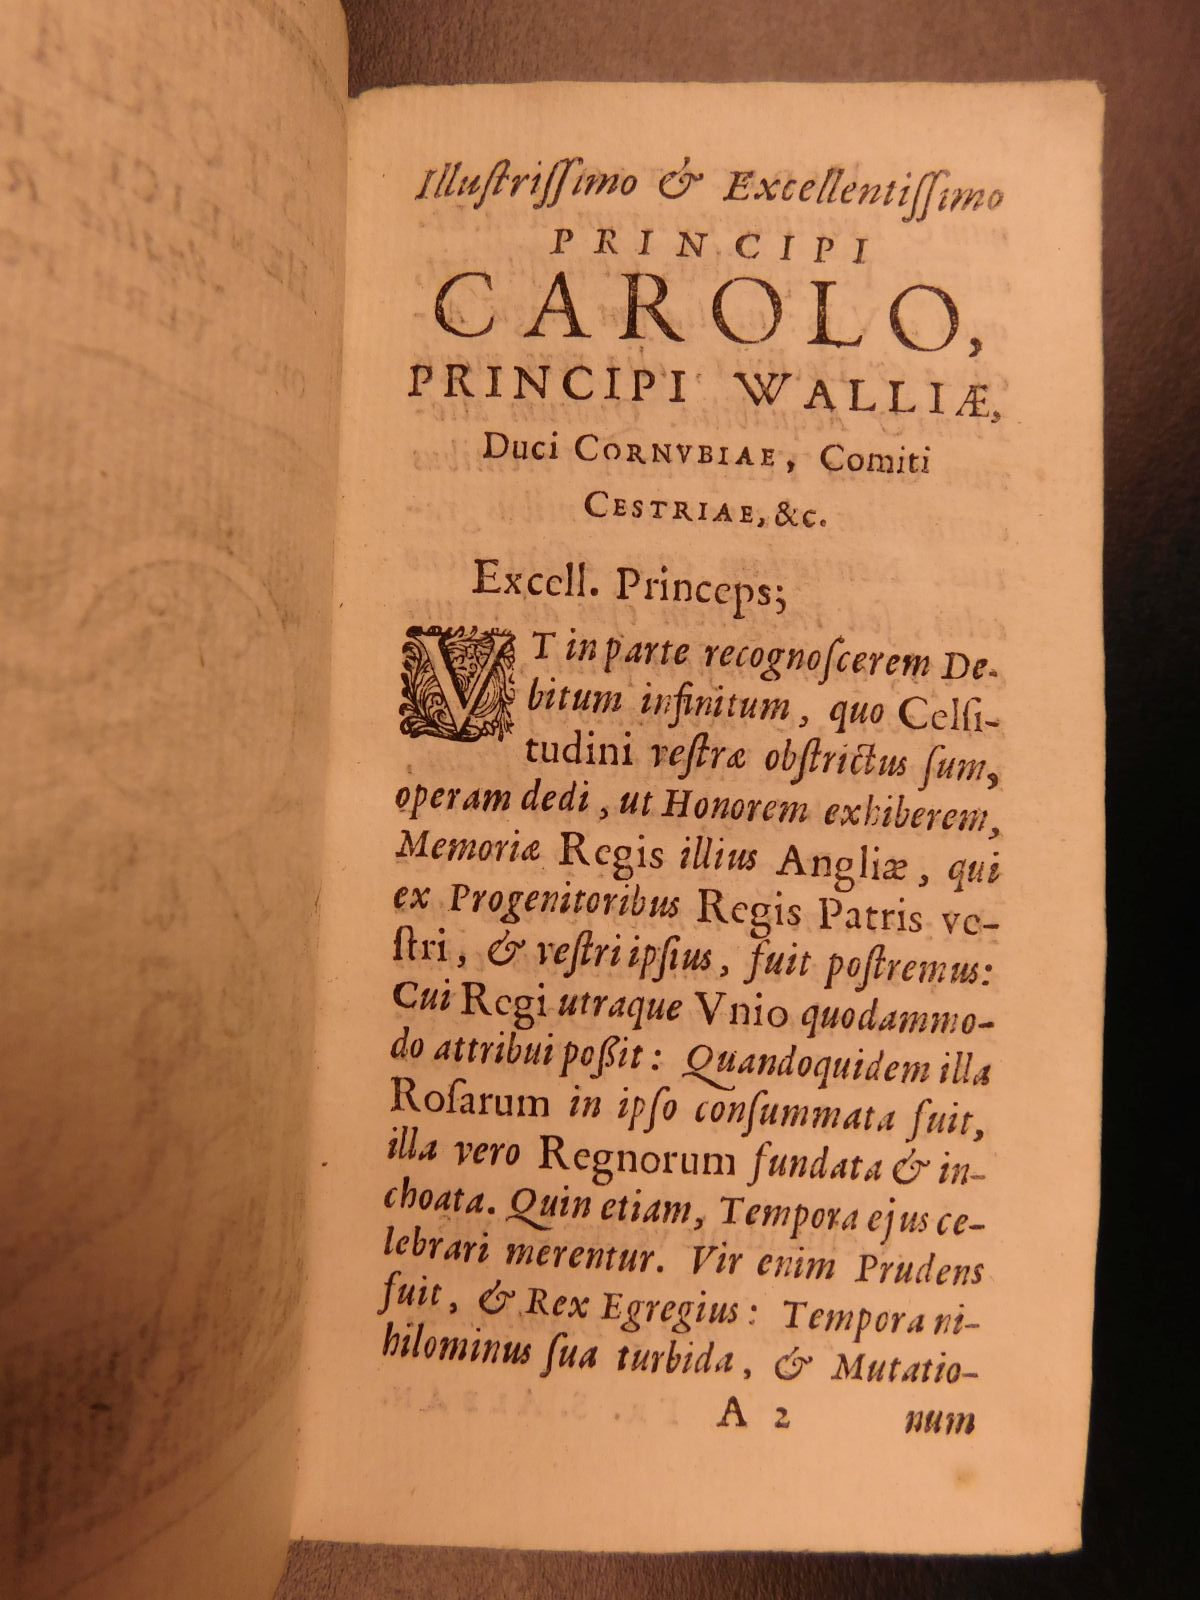 Illuſtriſſimo & Excellentiſſimo
PRINCIPI
CAROLO,
PRINCIPI WALLIÆ,
Duci CORNVBIAE, Comiti
CESTRIAE, &c.
Excell. Princeps;
VT in parte recognoſcerem De-
bitum infinitum, quo Celſi-
tudini veſtræ obſtrictus ſum,
operam dedi, ut Honorem exhiberem,
Memoriæ Regis illius Angliæ, qui
ex Progenitoribus Regis Patris ve-
ſtri, & veſtri ipſius, fuit poſtremus:
Cui Regi utraque Vnio quodammo-
do attribui poßit: Quandoquidem illa
Roſarum in ipſo conſummata fuit,
illa vero Regnorum fundata & in-
choata. Quin etiam, Tempora ejus ce-
lebrari merentur. Vir enim Prudens
fuit, & Rex Egregius: Tempora ni-
hilominus ſua turbida, & Mutatio-
A 2 num